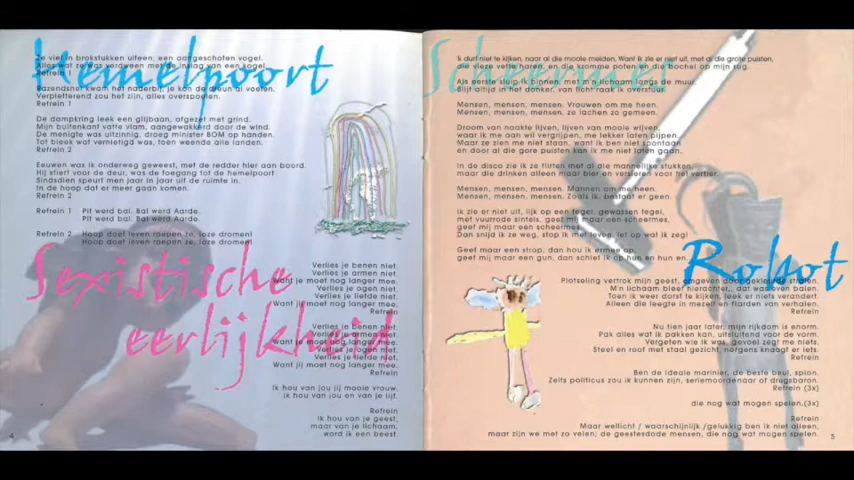 Hemelpoort
Ze viel in brokstukken uiteen, een aangeschoten vogel.
Alles wat ze was verdween met de inslag van een kogel.
Refrein 1
Razendsnel kwam het naderbij, je kon de dreun al voelen.
Verpletterend zou het zijn, alles overspoelen.
Refrein 1
De dampkring leek een glijbaan, afgezet met grind.
Mijn buitenkant vatte vlam, aangewakkerd door de wind.
De menigte was uitzinnig, droeg minister BOM op handen.
Tot bleek wat vernietigd was, toen weende alle landen.
Refrein 2
Eeuwen was ik onderweg geweest, met de redder hier aan boord.
Hij stierf voor de deur, was de toegang tot de hemelpoort
Sindsdien speurt men jaar in jaar uit de ruimte in.
In de hoop dat er meer gaat komen.
Refrein 2
Refrein 1 Pit werd bal. Bal werd Aarde.
Pit werd bal. Bal werd Aarde.
Refrein 2 Hoop doet leven roepen ze, loze dromen!
Hoop doet leven roepen ze, loze dromen!
Sexistische
eerlijkheid
Verlies je benen niet.
Verlies je armen niet.
Want je moet nog langer mee.
Verlies je ogen niet.
Verlies je liefde niet.
Want jij moet nog langer mee.
Refrein
Verlies je benen niet.
Want je moet nog langer mee.
Verlies je liefde niet.
Want jij moet nog langer mee.
Refrein
Ik hou van jou jij mooie vrouw,
ik hou van jou en van je lijf.
Refrein
Ik hou van je geest,
maar van je lichaam,
word ik een beest.
4
Scheermes
'k durf niet te kijken, naar al die mooie meiden. Want ik zie er niet uit, met al die grote puisten,
die vieze vette haren, en die kromme poten en die bochel op mijn rug.
Als eerste sluip ik binnen, met m'n lichaam langs de muur.
Blijf altijd in het donker, van licht raak ik overstuur.
Mensen, mensen, mensen. Vrouwen om me heen.
Mensen, mensen, mensen, ze lachen zo gemeen.
Droom van naakte lijven, lijven van mooie wijven,
waar ik me aan wil vergrijpen, me lekker laten pijpen.
Maar ze zien me niet staan, want ik ben niet spontaan
en door al die gore puisten kan ik me niet laten gaan.
In de disco zie ik ze flirten met al die mannelijke stukken,
maar die drinken alleen maar bier en versieren voor het vertier.
Mensen, mensen, mensen. Mannen om me heen.
Mensen, mensen, mensen. Zoals ik, bestaat er geen.
Ik zie er niet uit, lijk op een tegel, gewassen tegel,
met vuurrode sintels, geef mij maar een scheermes,
geef mij maar een scheermes.
Dan snijd ik ze weg, stop ik met leven, let op wat ik zeg!
Geef maar een strop, dan hou ik ermee op,
geef mij maar een gun, dan schiet ik op hun en hun en
Robot
Plotseling vertrok mijn geest, omgeven door
M'n lichaam bleef hierachter,
Toen ik weer dorst te kijken, leek er niets veranderd.
Alleen die leegte in mezelf en flarden van verhalen.
Refrein
Nu tien jaar later, mijn rijkdom is enorm.
Pak alles wat ik pakken kan, uitsluitend voor de vorm.
Vergeten wie ik was, gevoel zegt me niets.
Steel en roof met staal gezicht, nergens knaagt er iets.
Refrein
Ben de ideale marinier, de beste beul, spion.
Zelfs politicus zou ik kunnen zijn, seriemoordenaar of drugsbaron.
Refrein (3x)
die nog wat mogen spelen.(3x)
Refrein
Maar wellicht / waarschijnlijk /gelukkig ben ik niet alleen,
maar zijn we met zo velen; de geestesdode mensen, die nog wat mogen spelen.
5